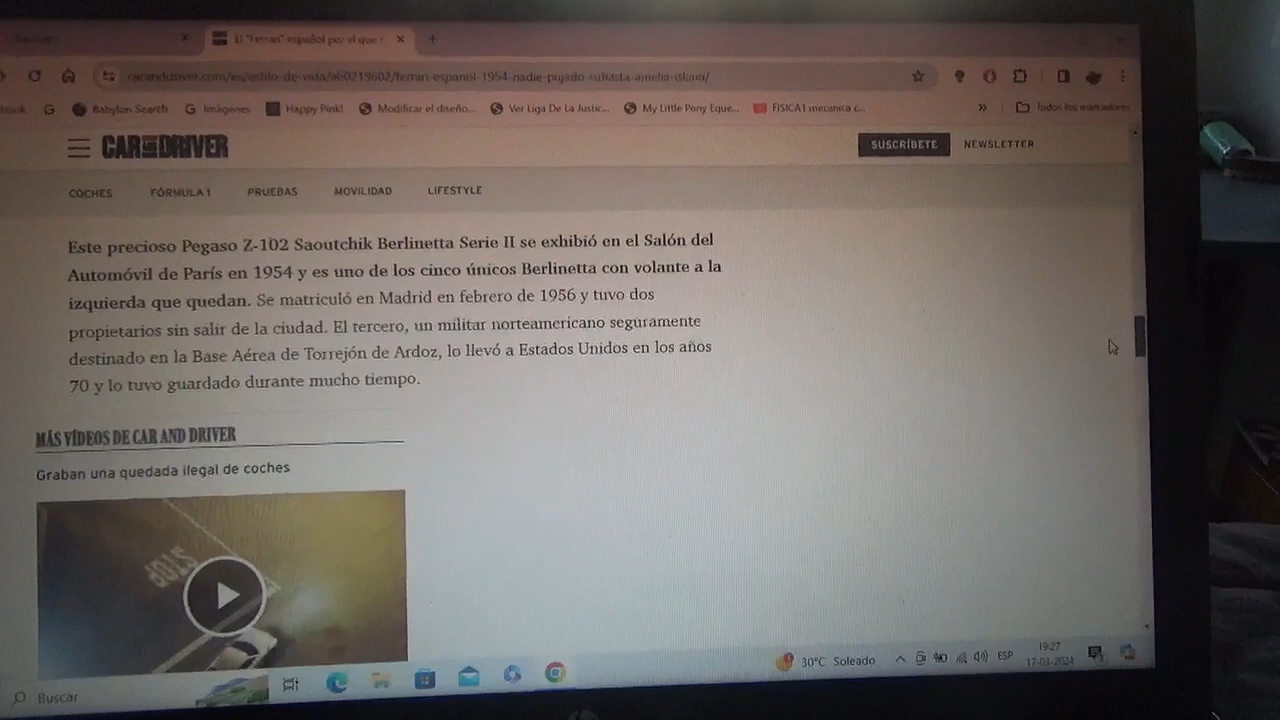 El "Ferrari" español por el que
caranddriver.com/es/estilo-de-vida/a60219602/ferrari-espanol-1954-nadie-pujado-subasta-amelia-island/
Babylon Search
Imágenes
Happy Pink!
Modificar el diseño...
Ver Liga De La Justic...
My Little Pony Eque...
FISICA I mecanica c...
»
Todos los marcadores
CAR AND DRIVER
SUSCRÍBETE
NEWSLETTER
COCHES
FÓRMULA 1
PRUEBAS
MOVILIDAD
LIFESTYLE
Este precioso Pegaso Z-102 Saoutchik Berlinetta Serie II se exhibió en el Salón del
Automóvil de París en 1954 y es uno de los cinco únicos Berlinetta con volante a la
izquierda que quedan. Se matriculó en Madrid en febrero de 1956 y tuvo dos
propietarios sin salir de la ciudad. El tercero, un militar norteamericano seguramente
destinado en la Base Aérea de Torrejón de Ardoz, lo llevó a Estados Unidos en los años
70 y lo tuvo guardado durante mucho tiempo.
MÁS VÍDEOS DE CAR AND DRIVER
Graban una quedada ilegal de coches
STOP
Buscar
30°C Soleado
ESP
19:27
17-03-2024